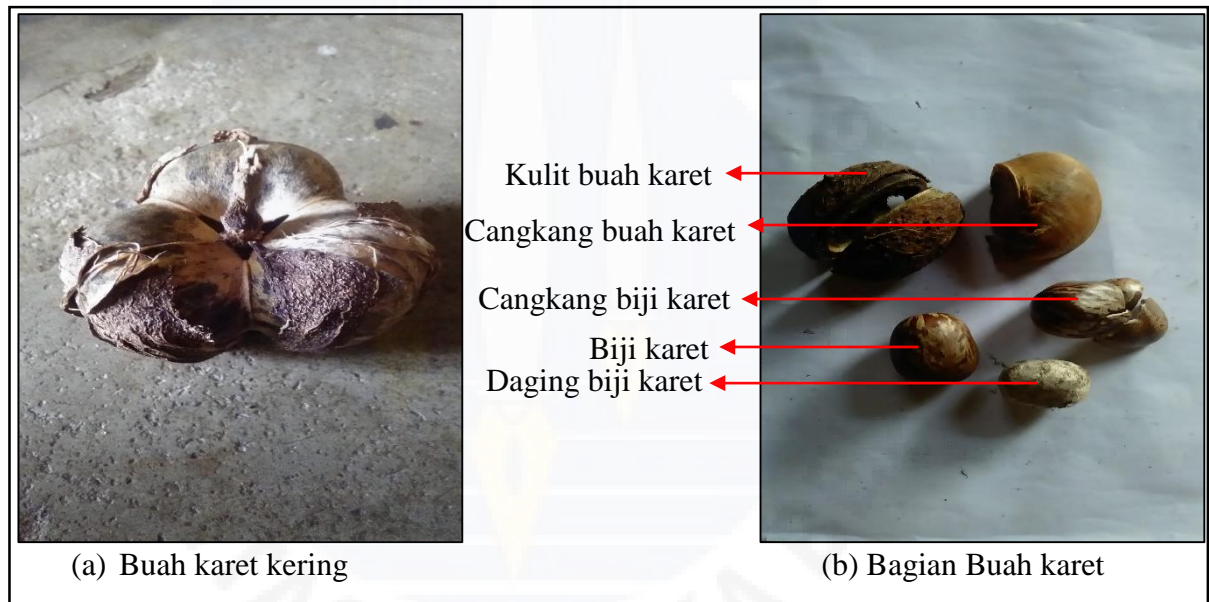 Kulit buah karet
Cangkang buah karet
Cangkang biji karet
Biji karet
Daging biji karet
(a) Buah karet kering
(b) Bagian Buah karet